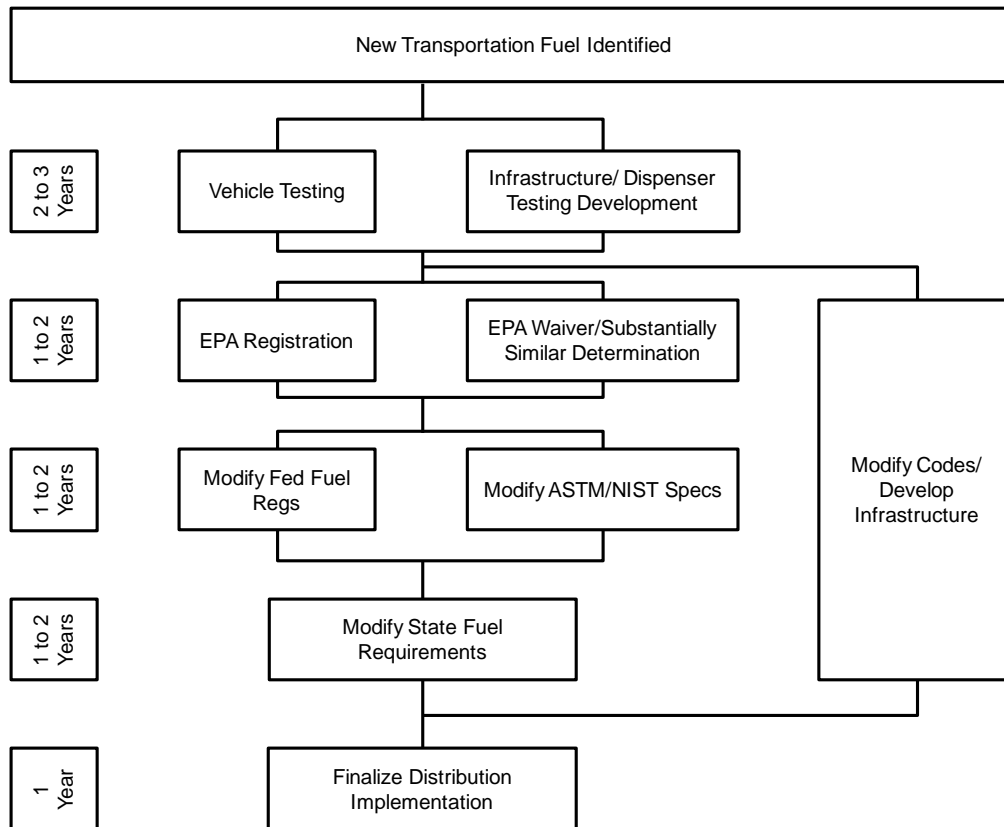 New Transportation Fuel Identified
2 to 3
Years
Vehicle Testing
Infrastructure/ Dispenser
Testing Development
1 to 2
Years
EPA Registration
EPA Waiver/Substantially
Similar Determination
1 to 2
Years
Modify Fed Fuel
Regs
Modify ASTM/NIST Specs
Modify Codes/
Develop
Infrastructure
1 to 2
Years
Modify State Fuel
Requirements
1
Year
Finalize Distribution
Implementation